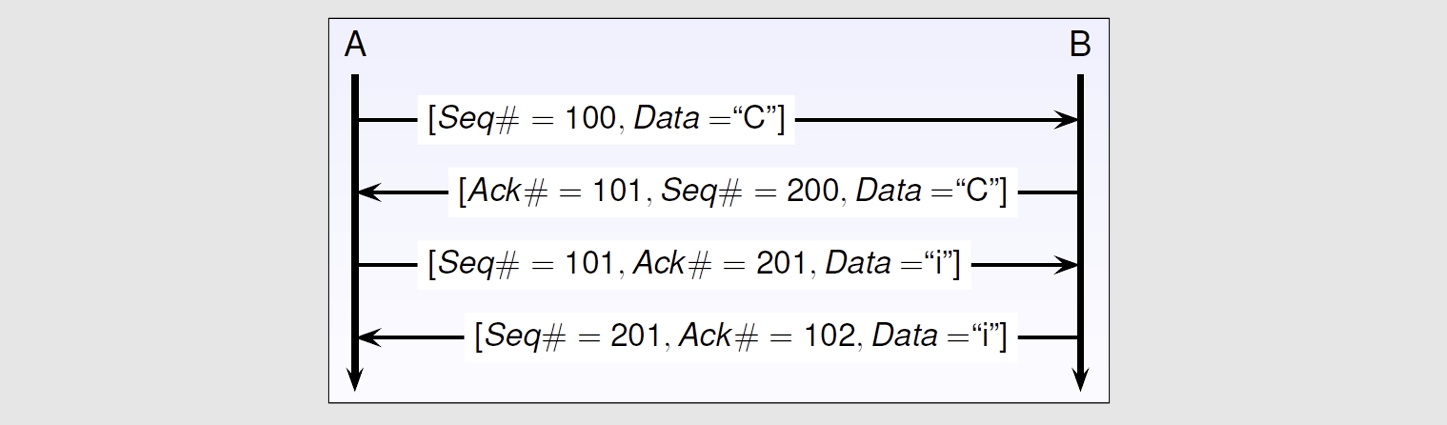 A B
[Seq# = 100, Data =“C”]
[Ack# = 101, Seq# = 200, Data =“C”]
[Seq# = 101, Ack# = 201, Data =“i”]
[Seq# = 201, Ack# = 102, Data =“i”]